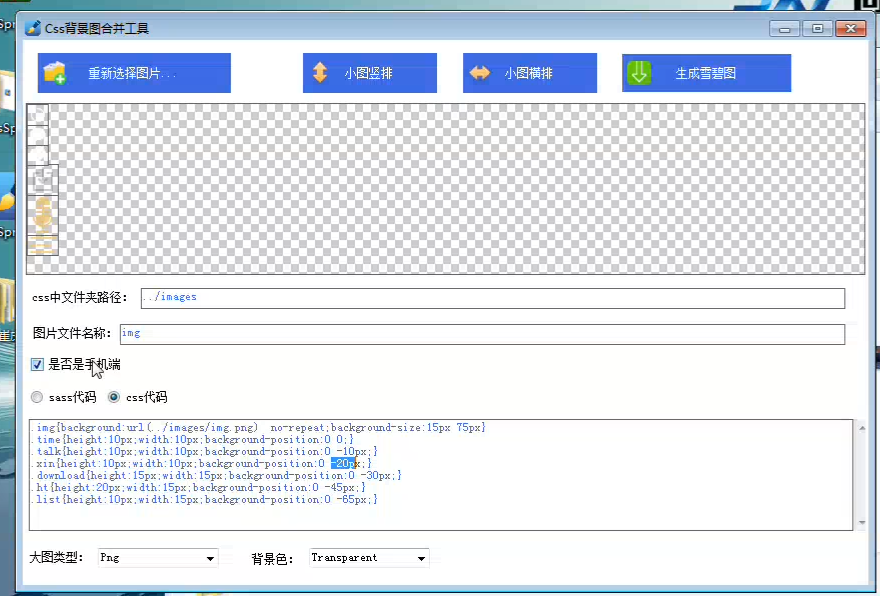 Css背景图合并工具
重新选择图片...
小图竖排
小图横排
生成雪碧图
css中文件夹路径：
../images
图片文件名称：
img
是否是手机端
sass代码
css代码
.img{background:url(../images/img.png)  no-repeat;background-size:15px 75px}
.time{height:10px;width:10px;background-position:0 0;}
.talk{height:10px;width:10px;background-position:0 -10px;}
.xin{height:10px;width:10px;background-position:0 -20px;}
.download{height:15px;width:15px;background-position:0 -30px;}
.ht{height:20px;width:15px;background-position:0 -45px;}
.list{height:10px;width:15px;background-position:0 -65px;}
大图类型：
Png
背景色：
Transparent